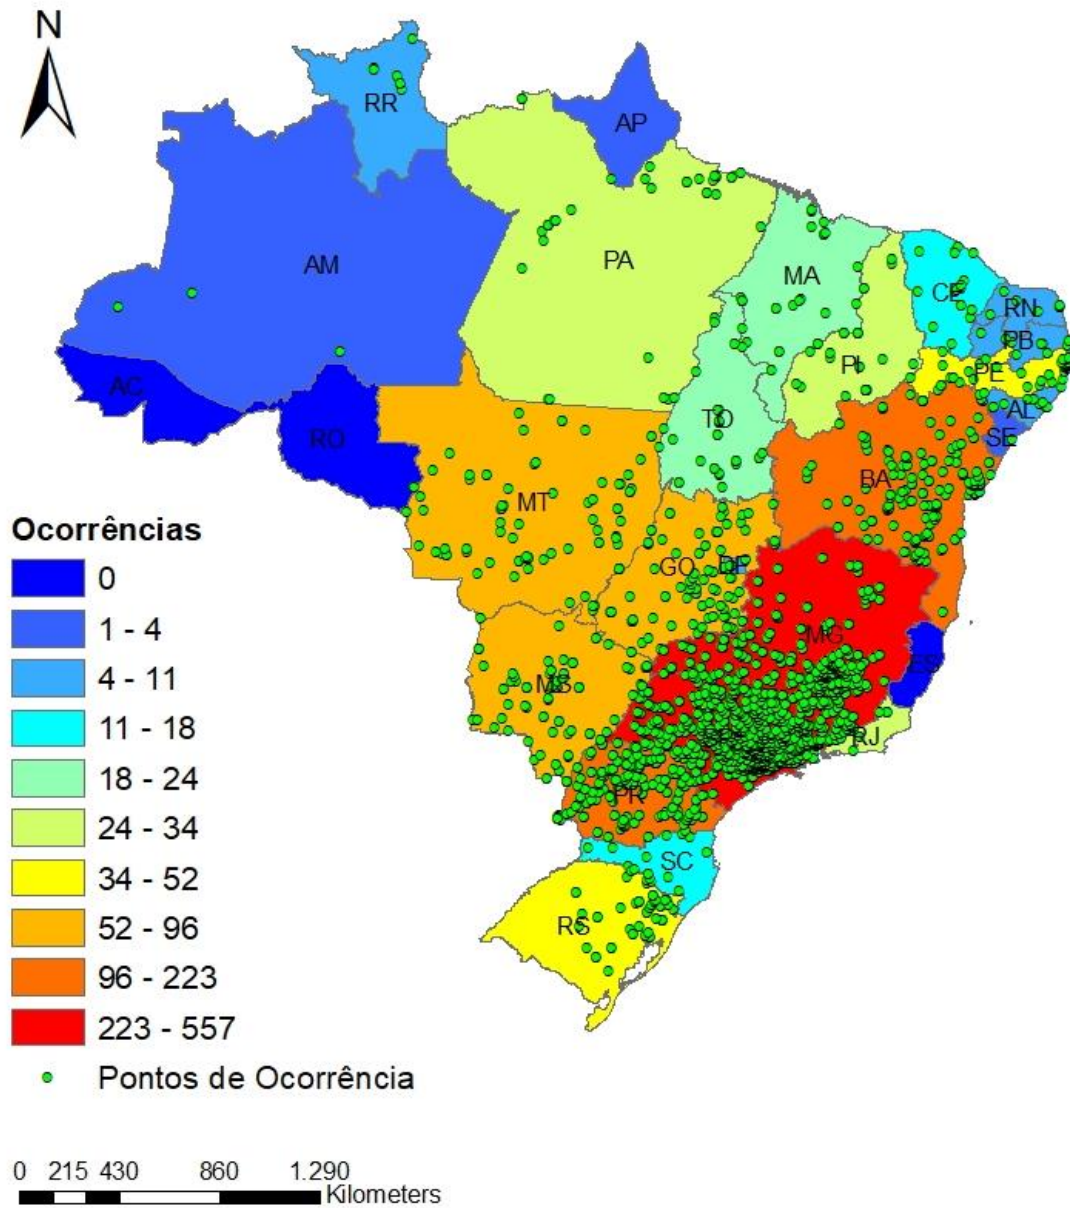 N
RR
AP
AM
PA
MA
CE
RN
PB
PE
PI
AC
RO
TO
AL
SE
BA
MT
GO
DF
MG
ES
MS
RJ
PR
SC
RS
Ocorrências
0
1 - 4
4 - 11
11 - 18
18 - 24
24 - 34
34 - 52
52 - 96
96 - 223
223 - 557
Pontos de Ocorrência
0 215 430 860 1.290
Kilometers